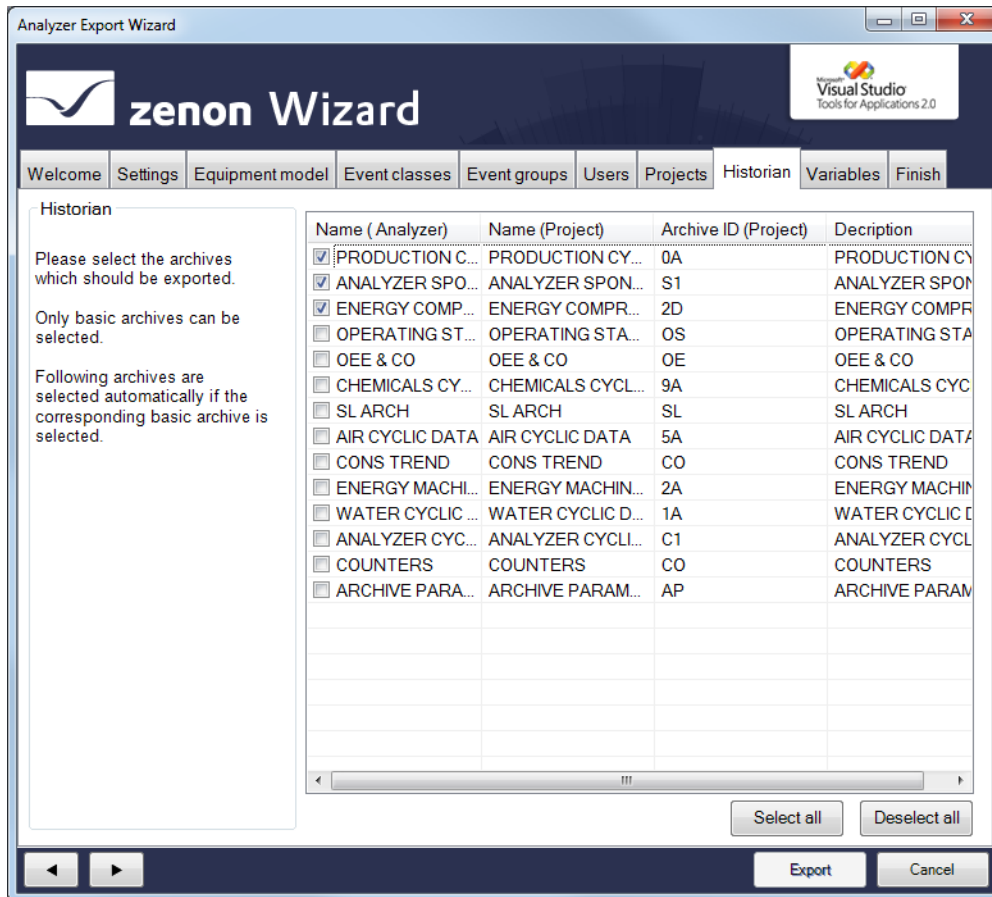 Analyzer Export Wizard
zenon Wizard
Microsoft
Visual Studio
Tools for Applications 2.0
Welcome Settings Equipment model Event classes Event groups Users Projects Historian Variables Finish
Historian
Please select the archives
which should be exported.
Only basic archives can be
selected.
Following archives are
selected automatically if the
corresponding basic archive is
selected.
Name ( Analyzer) Name (Project) Archive ID (Project) Decription
PRODUCTION C... PRODUCTION CY... 0A PRODUCTION CY
ANALYZER SPO... ANALYZER SPON... S1 ANALYZER SPON
ENERGY COMP... ENERGY COMPR... 2D ENERGY COMPR
OPERATING ST... OPERATING STA... OS OPERATING STA
OEE & CO OEE & CO OE OEE & CO
CHEMICALS CY... CHEMICALS CYCL... 9A CHEMICALS CYC
SL ARCH SL ARCH SL SL ARCH
AIR CYCLIC DATA AIR CYCLIC DATA 5A AIR CYCLIC DATA
CONS TREND CONS TREND CO CONS TREND
ENERGY MACHI... ENERGY MACHIN... 2A ENERGY MACHIN
WATER CYCLIC ... WATER CYCLIC D... 1A WATER CYCLIC D
ANALYZER CYC... ANALYZER CYCLI... C1 ANALYZER CYCL
COUNTERS COUNTERS CO COUNTERS
ARCHIVE PARA... ARCHIVE PARAM... AP ARCHIVE PARAM
Select all Deselect all
Export Cancel